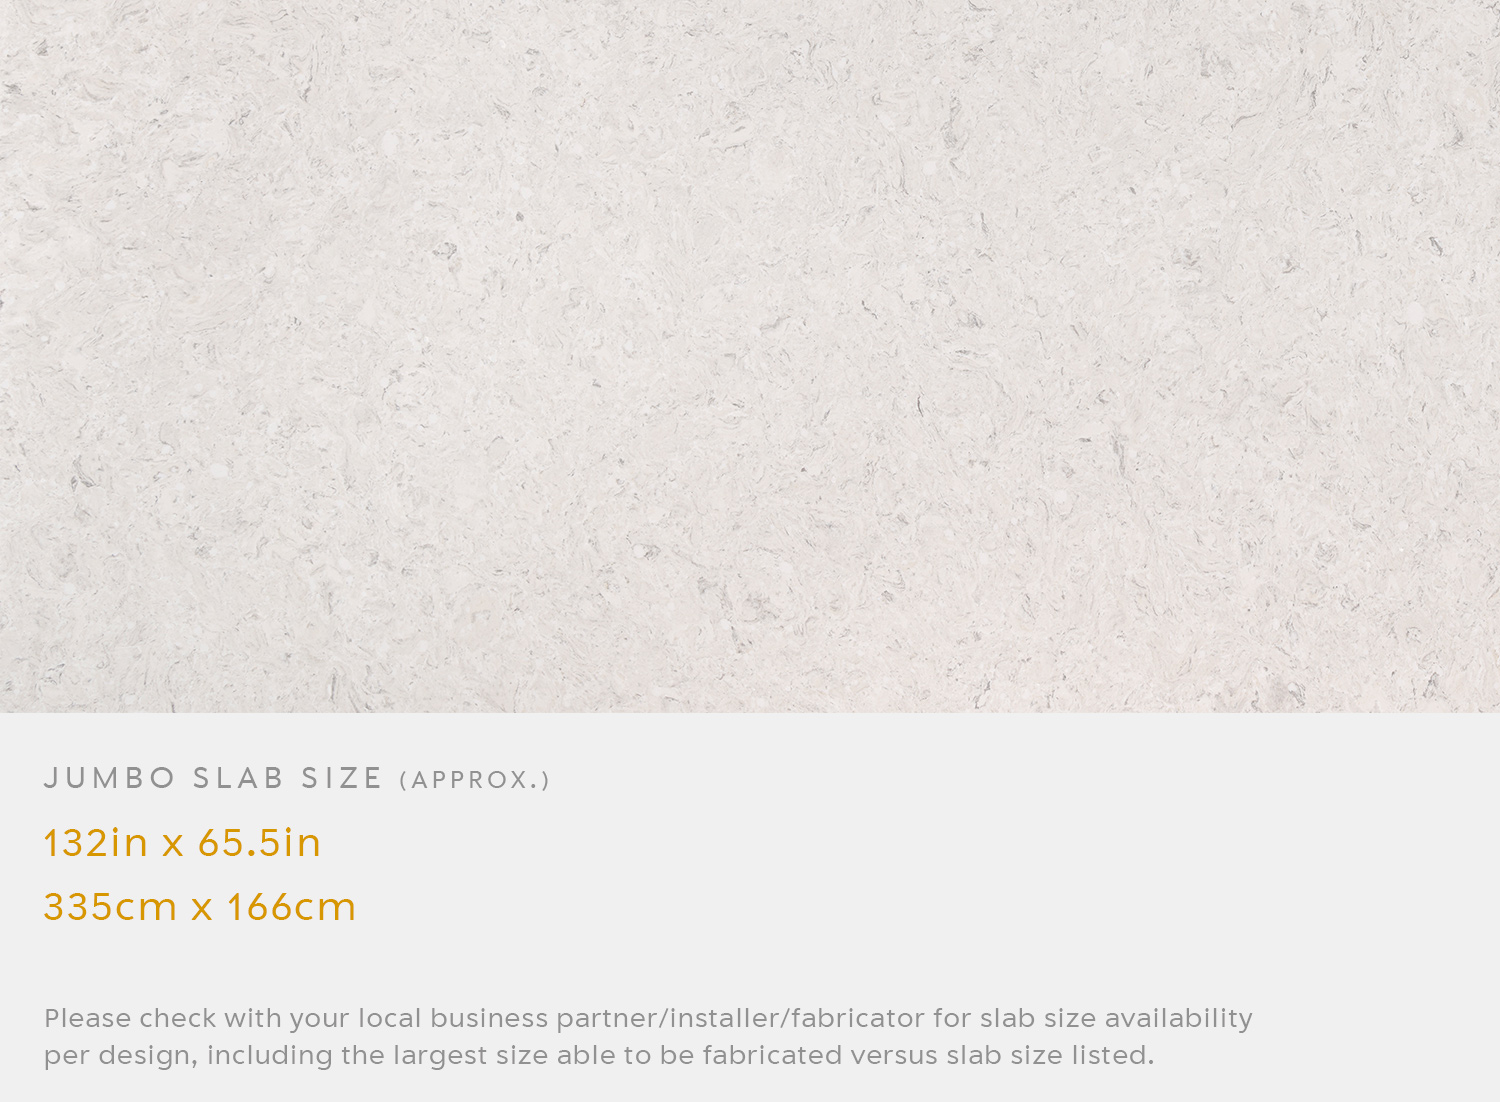 JUMBO SLAB SIZE (APPROX.)
132in x 65.5in
335cm x 166cm
Please check with your local business partner/installer/fabricator for slab size availability
per design, including the largest size able to be fabricated versus slab size listed.